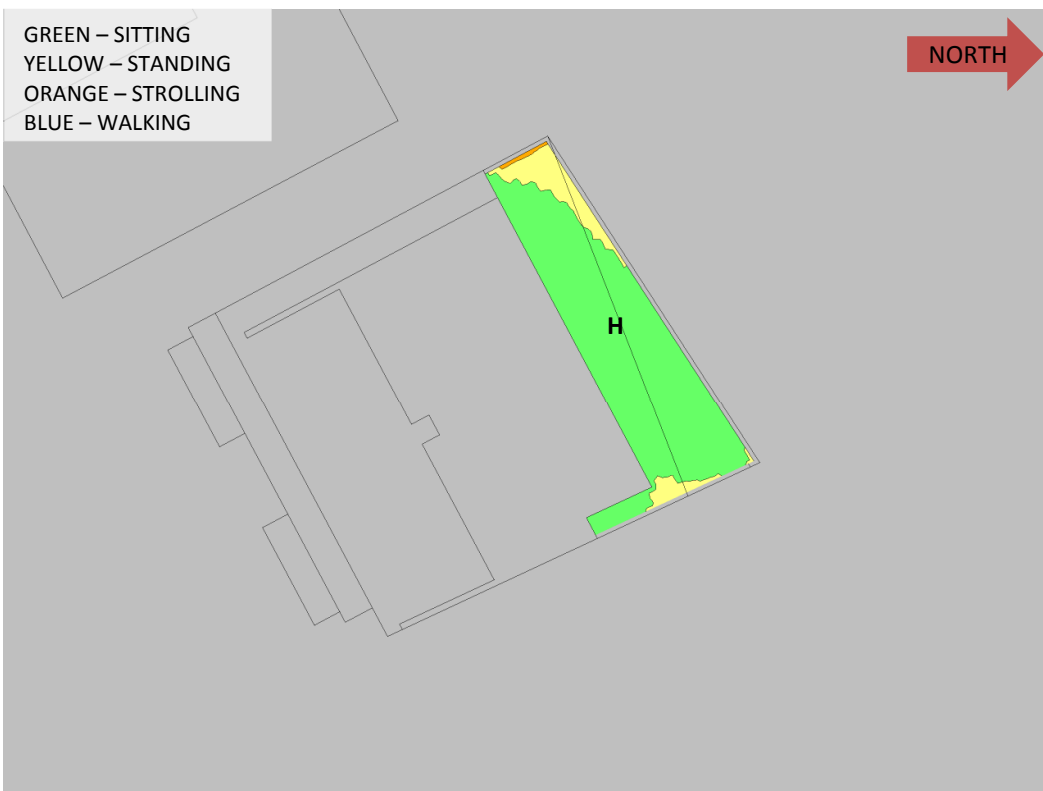 GREEN – SITTING
YELLOW – STANDING
ORANGE – STROLLING
BLUE – WALKING
NORTH
H